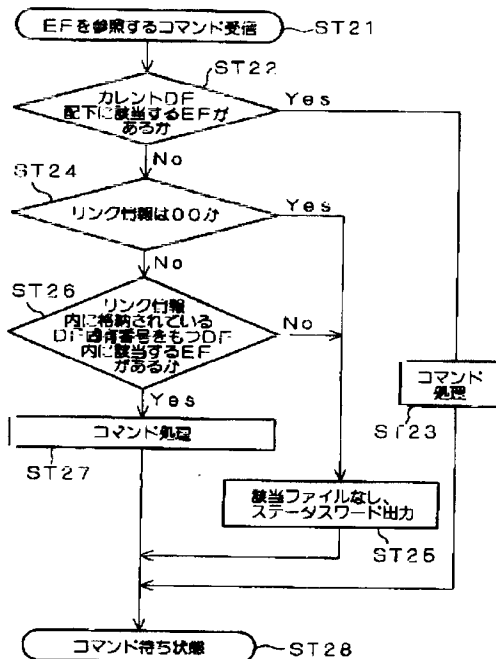 EFを参照するコマンド受信
ST21
ST22
カレントDF
配下に該当するEFが
あるか
Yes
No
ST24
リンク情報は00か
Yes
No
ST26
リンク情報
内に格納されている
DF固有番号をもつDF
内に該当するEF
があるか
No
Yes
コマンド
処理
ST23
コマンド処理
ST27
該当ファイルなし、
ステータスワード出力
ST25
コマンド待ち状態
ST28